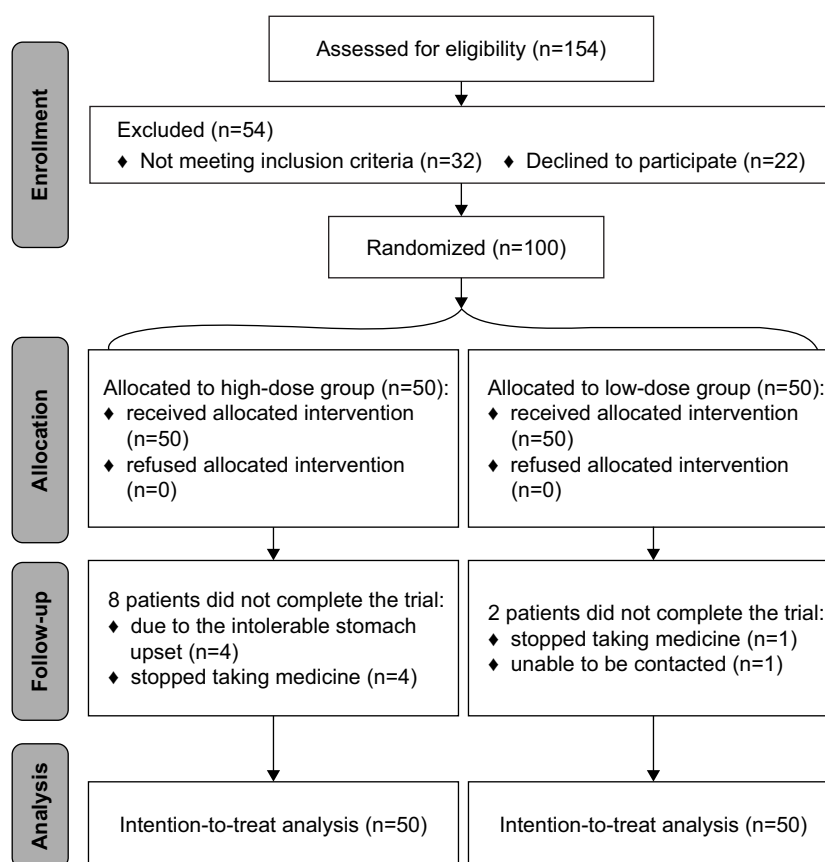 Enrollment
Assessed for eligibility (n=154)
Excluded (n=54)
♦ Not meeting inclusion criteria (n=32) ♦ Declined to participate (n=22)
Randomized (n=100)
Allocation
Allocated to high-dose group (n=50):
♦ received allocated intervention
(n=50)
♦ refused allocated intervention
(n=0)
Allocated to low-dose group (n=50):
♦ received allocated intervention
(n=50)
♦ refused allocated intervention
(n=0)
Follow-up
8 patients did not complete the trial:
♦ due to the intolerable stomach
upset (n=4)
♦ stopped taking medicine (n=4)
2 patients did not complete the trial:
♦ stopped taking medicine (n=1)
♦ unable to be contacted (n=1)
Analysis
Intention-to-treat analysis (n=50)
Intention-to-treat analysis (n=50)